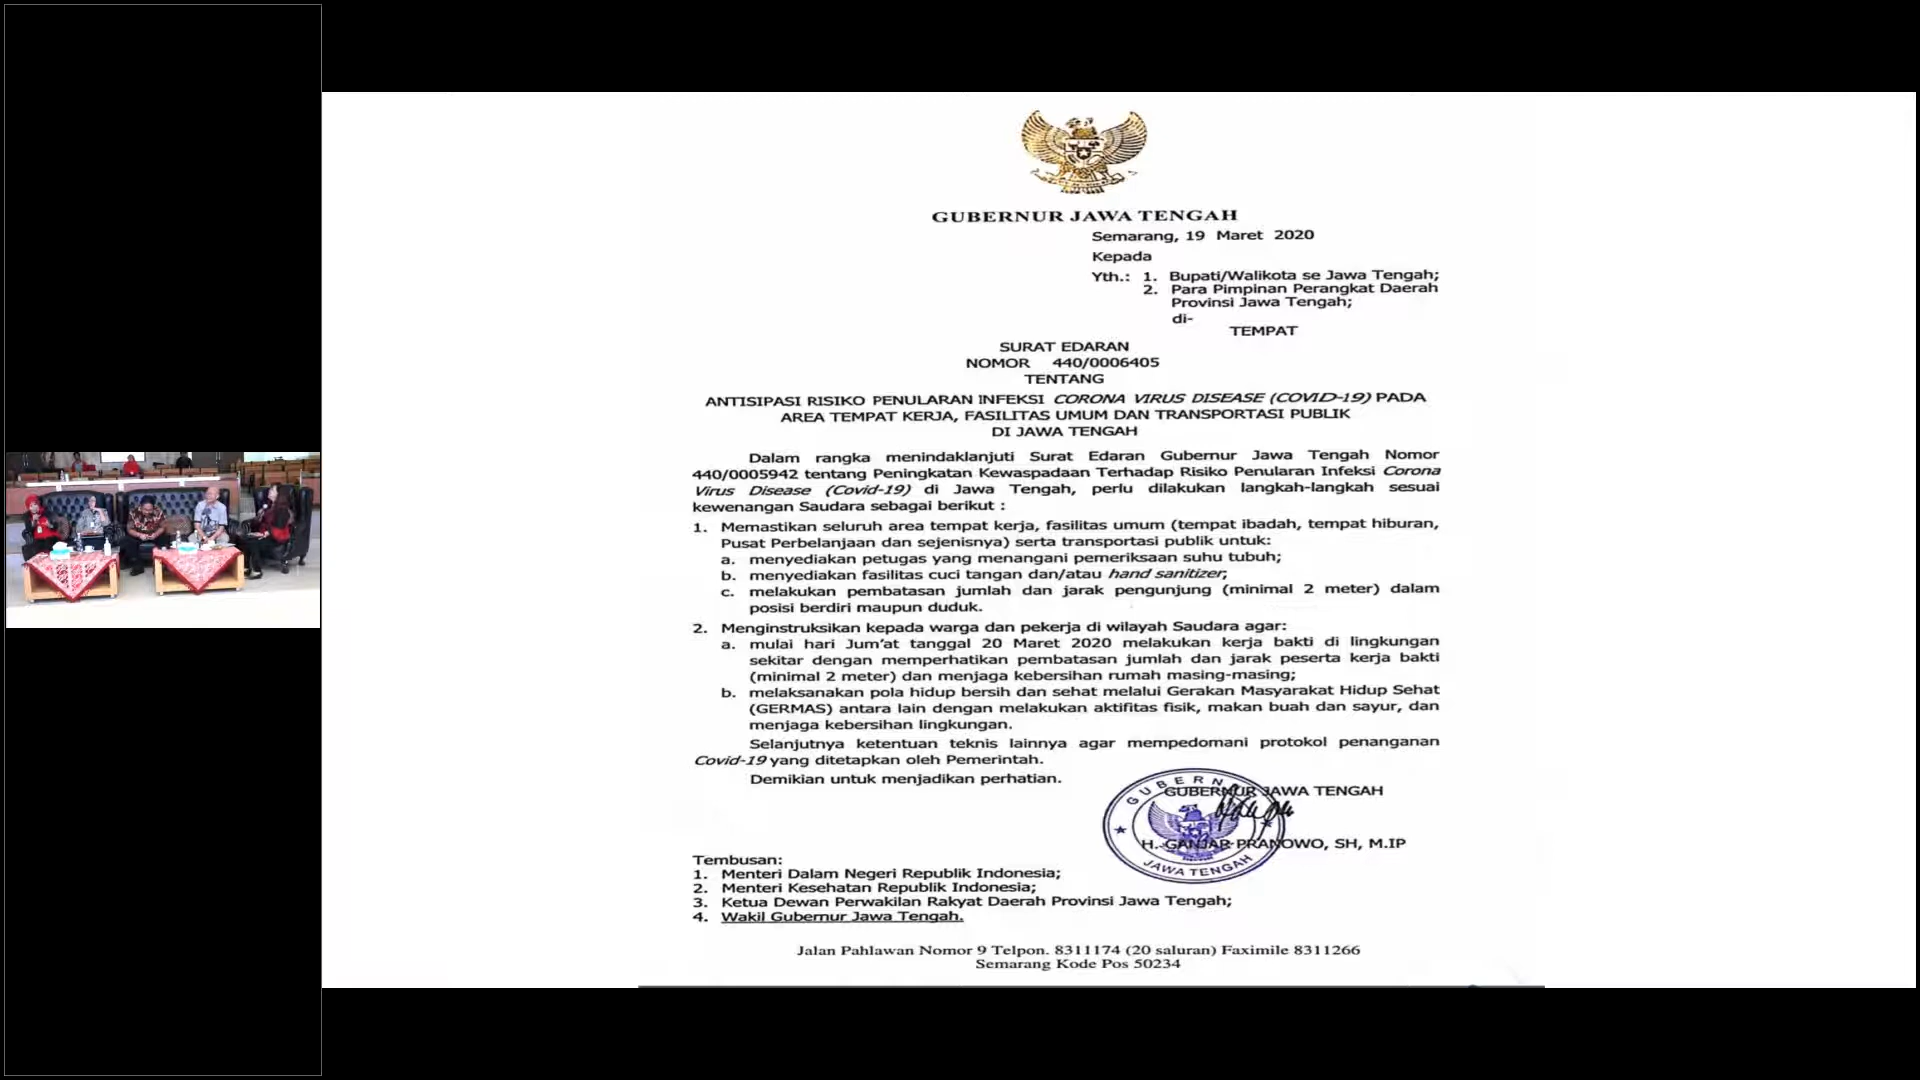 GUBERNUR JAWA TENGAH
Semarang, 19 Maret 2020
Kepada
Yth.: 1. Bupati/Walikota se Jawa Tengah;
2. Para Pimpinan Perangkat Daerah
Provinsi Jawa Tengah;
di-
TEMPAT
SURAT EDARAN
NOMOR 440/0006405
TENTANG
ANTISIPASI RISIKO PENULARAN INFEKSI CORONA VIRUS DISEASE (COVID-19) PADA
AREA TEMPAT KERJA, FASILITAS UMUM DAN TRANSPORTASI PUBLIK
DI JAWA TENGAH
Dalam rangka menindaklanjuti Surat Edaran Gubernur Jawa Tengah Nomor
440/0005942 tentang Peningkatan Kewaspadaan Terhadap Risiko Penularan Infeksi Corona
Virus Disease (Covid-19) di Jawa Tengah, perlu dilakukan langkah-langkah sesuai
kewenangan Saudara sebagai berikut :
1. Memastikan seluruh area tempat kerja, fasilitas umum (tempat ibadah, tempat hiburan,
Pusat Perbelanjaan dan sejenisnya) serta transportasi publik untuk:
a. menyediakan petugas yang menangani pemeriksaan suhu tubuh;
b. menyediakan fasilitas cuci tangan dan/atau hand sanitizer;
c. melakukan pembatasan jumlah dan jarak pengunjung (minimal 2 meter) dalam
posisi berdiri maupun duduk.
2. Menginstruksikan kepada warga dan pekerja di wilayah Saudara agar:
a. mulai hari Jum'at tanggal 20 Maret 2020 melakukan kerja bakti di lingkungan
sekitar dengan memperhatikan pembatasan jumlah dan jarak peserta kerja bakti
(minimal 2 meter) dan menjaga kebersihan rumah masing-masing;
b. melaksanakan pola hidup bersih dan sehat melalui Gerakan Masyarakat Hidup Sehat
(GERMAS) antara lain dengan melakukan aktifitas fisik, makan buah dan sayur, dan
menjaga kebersihan lingkungan.
Selanjutnya ketentuan teknis lainnya agar mempedomani protokol penanganan
Covid-19 yang ditetapkan oleh Pemerintah.
Demikian untuk menjadikan perhatian.
GUBERNUR JAWA TENGAH
H. GANJAR PRANOWO, SH, M.IP
JAWA TENGAH
Tembusan:
1. Menteri Dalam Negeri Republik Indonesia;
2. Menteri Kesehatan Republik Indonesia;
3. Ketua Dewan Perwakilan Rakyat Daerah Provinsi Jawa Tengah;
4. Wakil Gubernur Jawa Tengah.
Jalan Pahlawan Nomor 9 Telpon. 8311174 (20 saluran) Faximile 8311266
Semarang Kode Pos 50234